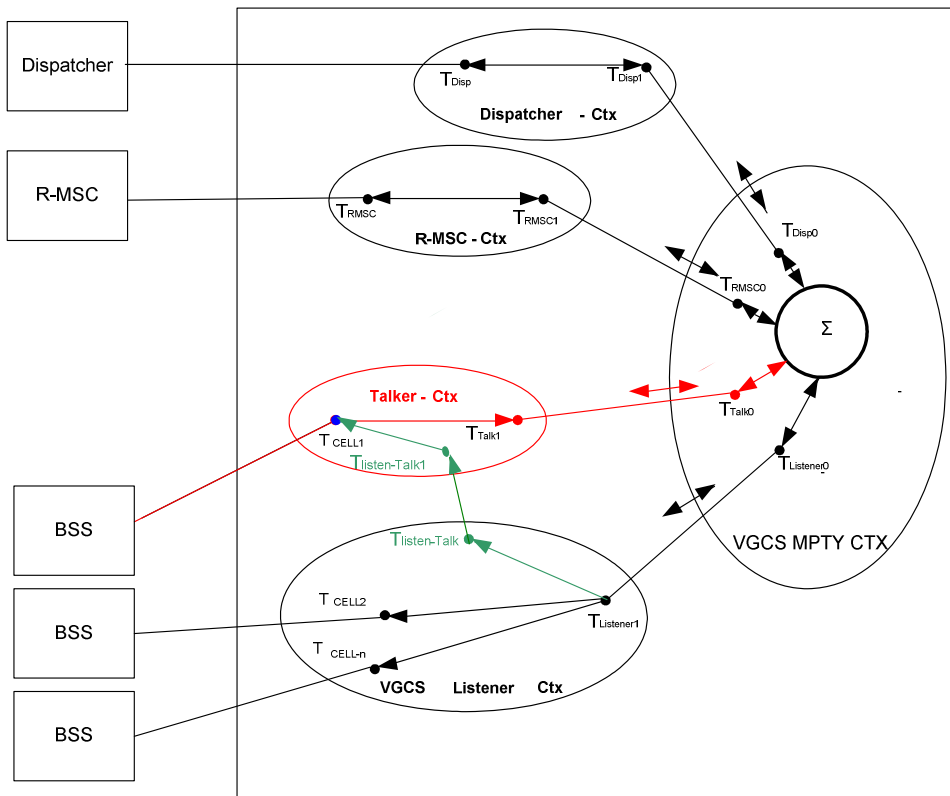 Dispatcher
TDisp
TDisp1
Dispatcher - Ctx
R-MSC
TRMSC
TRMSC1
R-MSC - Ctx
TDisp0
TRMSC0
Σ
Talker - Ctx
TTalk0
T CELL1
TTalk1
Tlisten-Talk1
TListener0
-
BSS
Tlisten-Talk
VGCS MPTY CTX
BSS
T CELL2
TListener1
T CELL-n
VGCS Listener Ctx
BSS